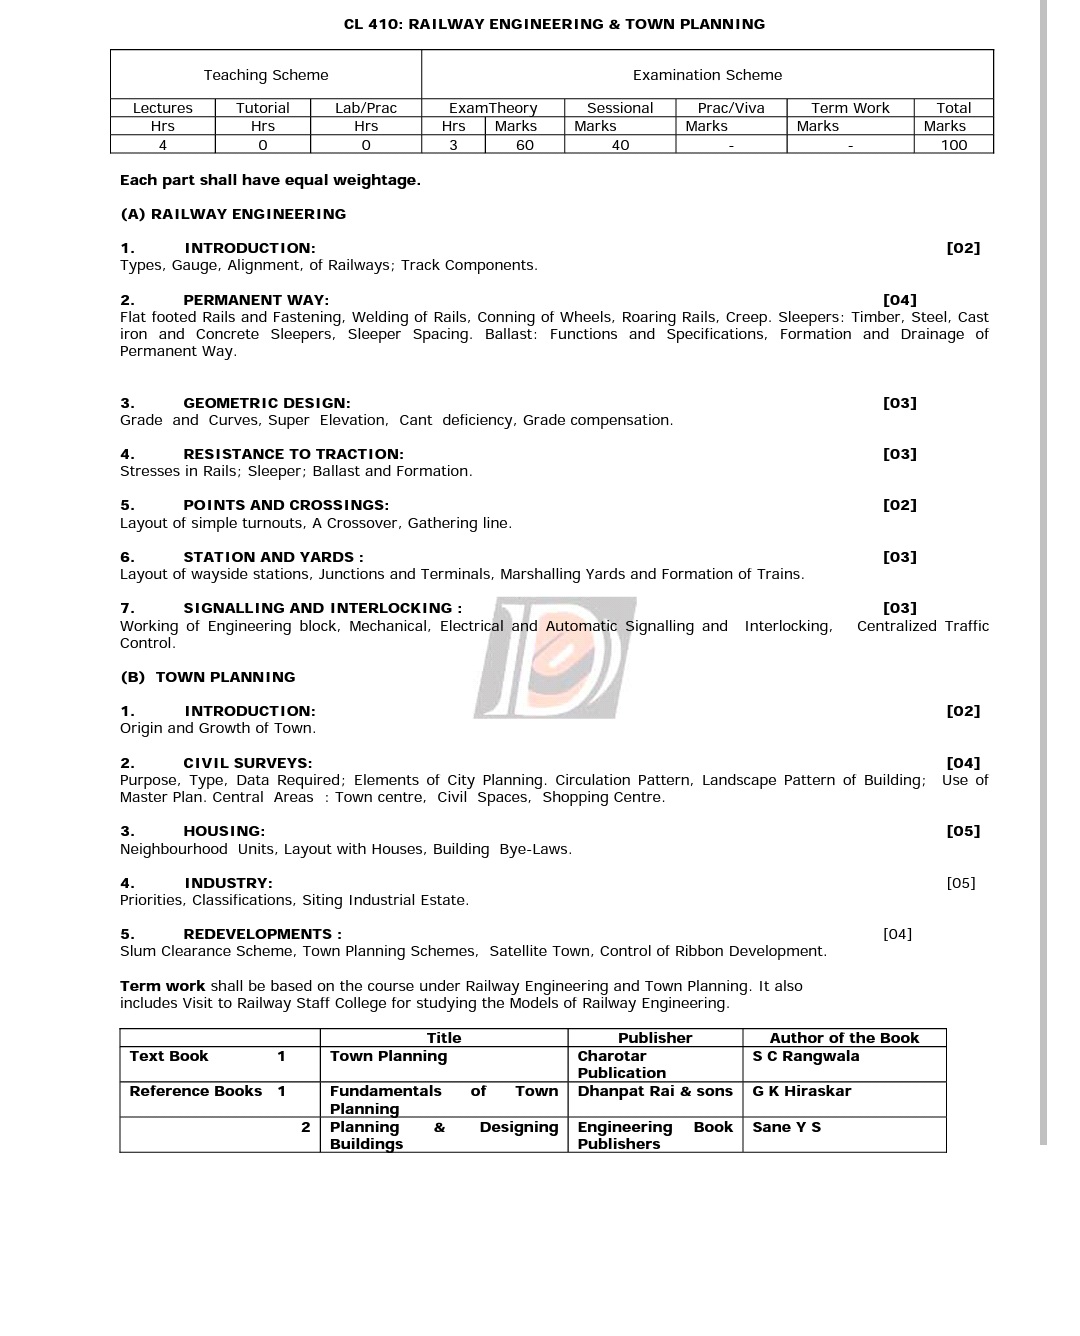 CL 410: RAILWAY ENGINEERING & TOWN PLANNING
Teaching Scheme Examination Scheme
Lectures Tutorial Lab/Prac ExamTheory Sessional Prac/Viva Term Work Total
Hrs Hrs Hrs Hrs Marks Marks Marks Marks Marks
4 0 0 3 60 40 - - 100
Each part shall have equal weightage.
(A) RAILWAY ENGINEERING
1. INTRODUCTION: [02]
Types, Gauge, Alignment, of Railways; Track Components.
2. PERMANENT WAY: [04]
Flat footed Rails and Fastening, Welding of Rails, Conning of Wheels, Roaring Rails, Creep. Sleepers: Timber, Steel, Cast
iron and Concrete Sleepers, Sleeper Spacing. Ballast: Functions and Specifications, Formation and Drainage of
Permanent Way.
3. GEOMETRIC DESIGN: [03]
Grade and Curves, Super Elevation, Cant deficiency, Grade compensation.
4. RESISTANCE TO TRACTION: [03]
Stresses in Rails; Sleeper; Ballast and Formation.
5. POINTS AND CROSSINGS: [02]
Layout of simple turnouts, A Crossover, Gathering line.
6. STATION AND YARDS : [03]
Layout of wayside stations, Junctions and Terminals, Marshalling Yards and Formation of Trains.
7. SIGNALLING AND INTERLOCKING : [03]
Working of Engineering block, Mechanical, Electrical and Automatic Signalling and Interlocking, Centralized Traffic
Control.
(B) TOWN PLANNING
1. INTRODUCTION: [02]
Origin and Growth of Town.
2. CIVIL SURVEYS: [04]
Purpose, Type, Data Required; Elements of City Planning. Circulation Pattern, Landscape Pattern of Building; Use of
Master Plan. Central Areas : Town centre, Civil Spaces, Shopping Centre.
3. HOUSING: [05]
Neighbourhood Units, Layout with Houses, Building Bye-Laws.
4. INDUSTRY: [05]
Priorities, Classifications, Siting Industrial Estate.
5. REDEVELOPMENTS : [04]
Slum Clearance Scheme, Town Planning Schemes, Satellite Town, Control of Ribbon Development.
Term work shall be based on the course under Railway Engineering and Town Planning. It also
includes Visit to Railway Staff College for studying the Models of Railway Engineering.
Title Publisher Author of the Book
Text Book 1 Town Planning Charotar S C Rangwala
Publication
Reference Books 1 Fundamentals of Town Dhanpat Rai & sons G K Hiraskar
Planning
2 Planning & Designing Engineering Book Sane Y S
Buildings Publishers